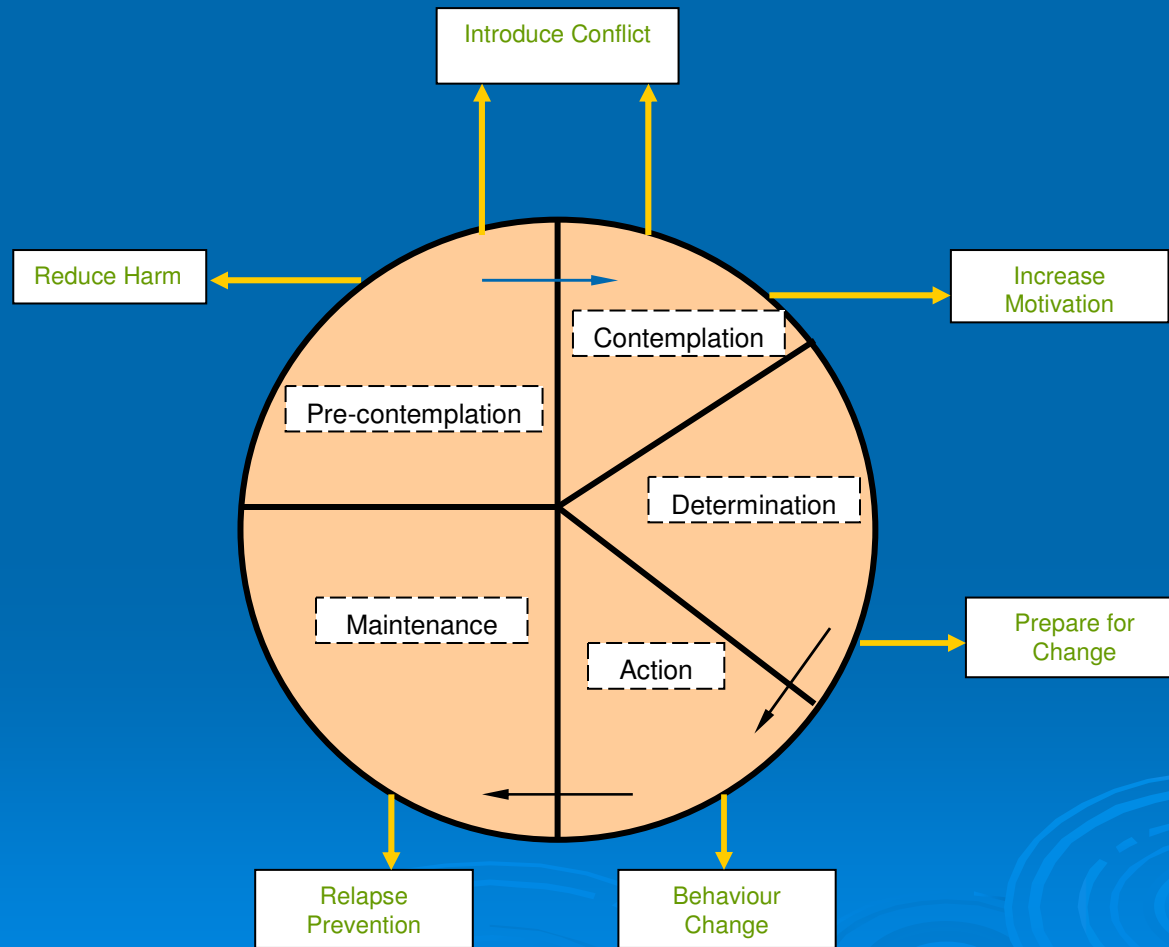 Introduce Conflict
Reduce Harm
Increase
Motivation
Contemplation
Pre-contemplation
Determination
Maintenance
Action
Prepare for
Change
Relapse
Prevention
Behaviour
Change